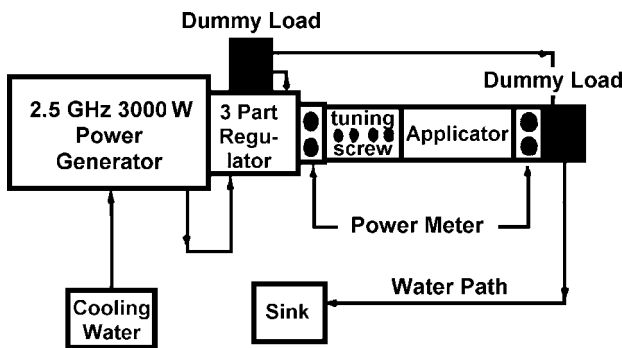 Dummy Load
Dummy Load
2.5 GHz 3000 W
Power
Generator
3 Part
Regu-
lator
tuning
screw
Applicator
Power Meter
Water Path
Cooling
Water
Sink